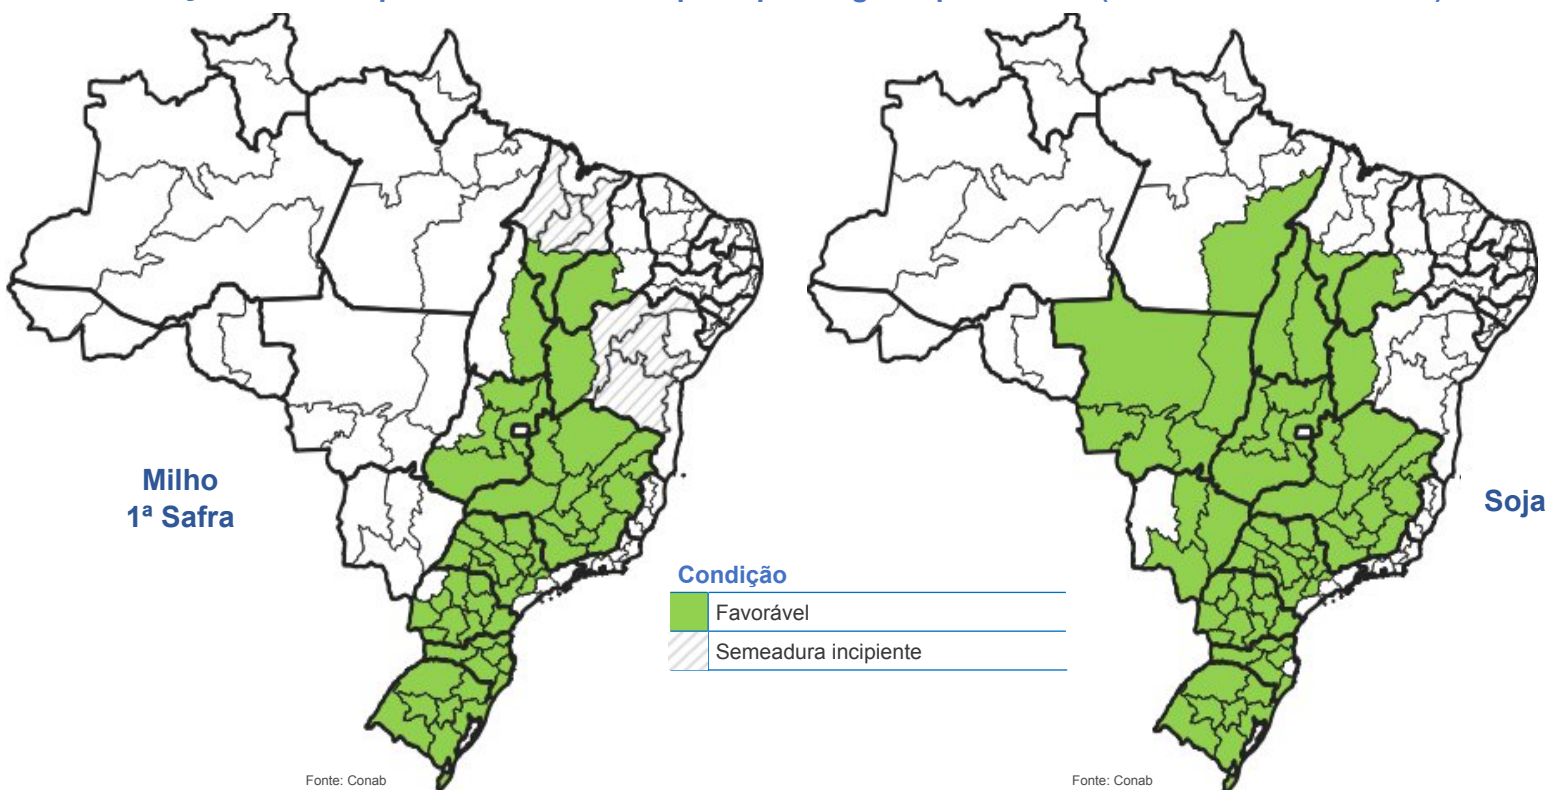 Milho
1ª Safra
Soja
Condição
Favorável
Semeadura incipiente
Fonte: Conab
Fonte: Conab